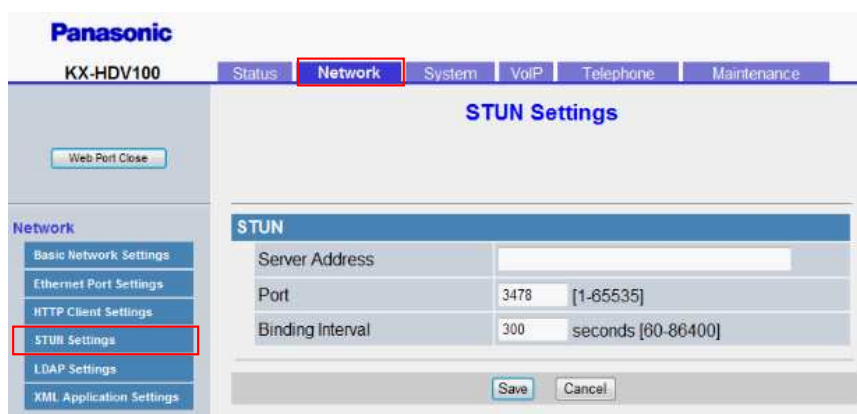 Panasonic
KX-HDV100
Status Network System VoIP Telephone Maintenance
STUN Settings
Web Port Close
Network
Basic Network Settings
Ethernet Port Settings
HTTP Client Settings
STUN Settings
LDAP Settings
XML Application Settings
STUN
Server Address
Port 3478 [1-65535]
Binding Interval 300 seconds [60-86400]
Save Cancel